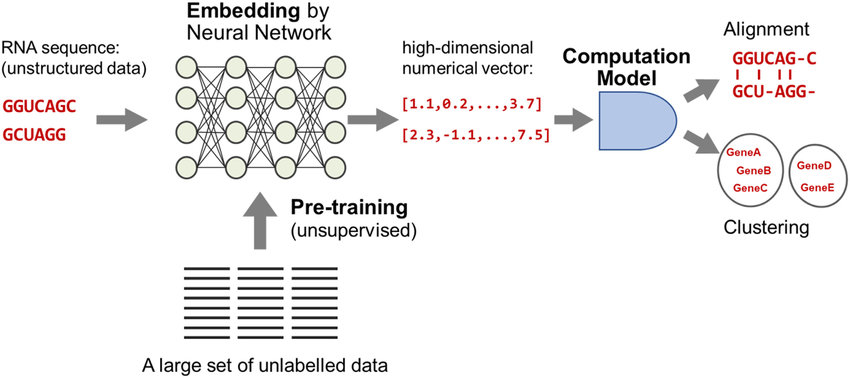 RNA sequence:
(unstructured data)
GGUCAGC
GCUAGG
Embedding by
Neural Network
high-dimensional
numerical vector:
[1.1,0.2,...,3.7]
[2.3,-1.1,...,7.5]
Computation
Model
Alignment
GGUCAG-C
GCU-AGG-
GeneA
GeneB
GeneC
GeneD
GeneE
Clustering
Pre-training
(unsupervised)
A large set of unlabelled data